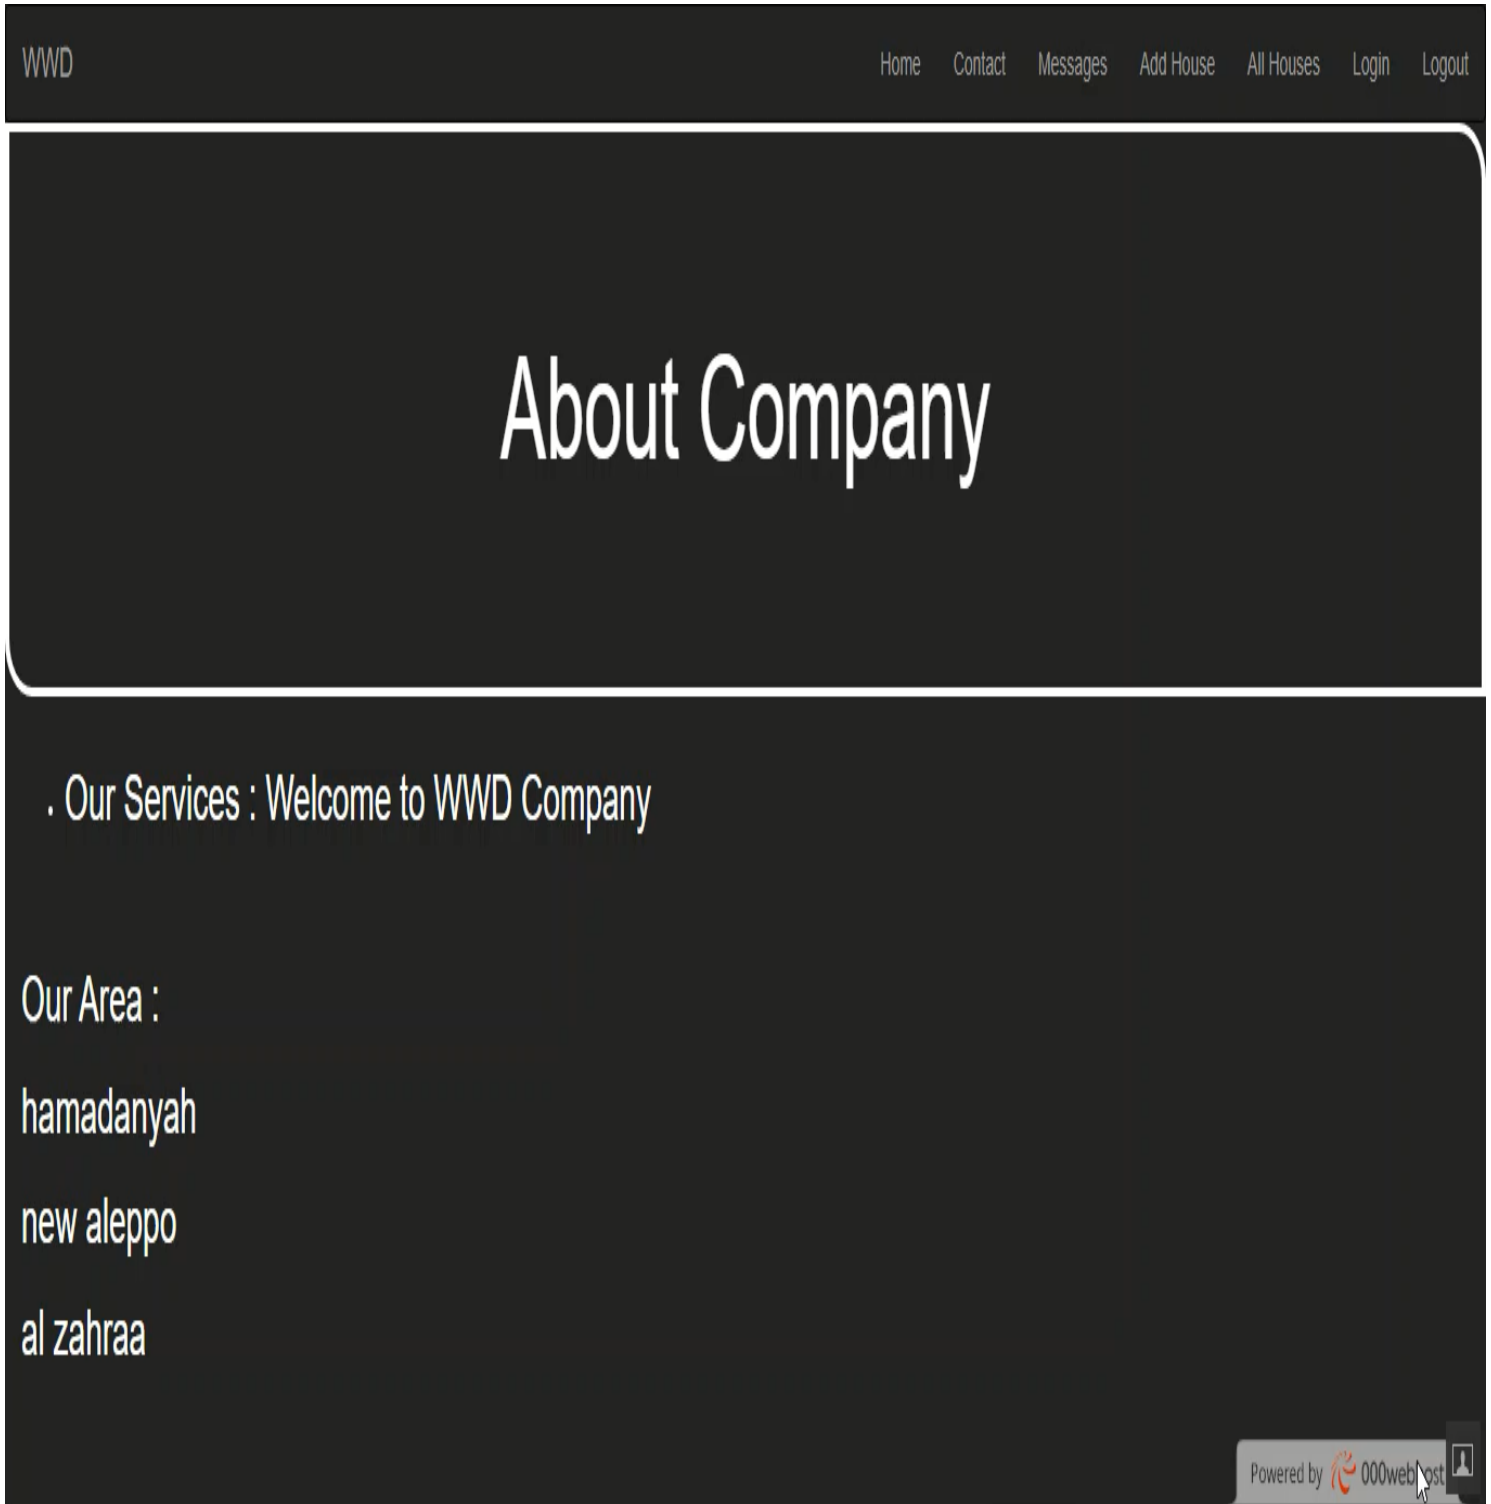 WWD
Home Contact Messages Add House All Houses Login Logout
About Company
. Our Services : Welcome to WWD Company
Our Area :
hamadanyah
new aleppo
al zahraa
Powered by